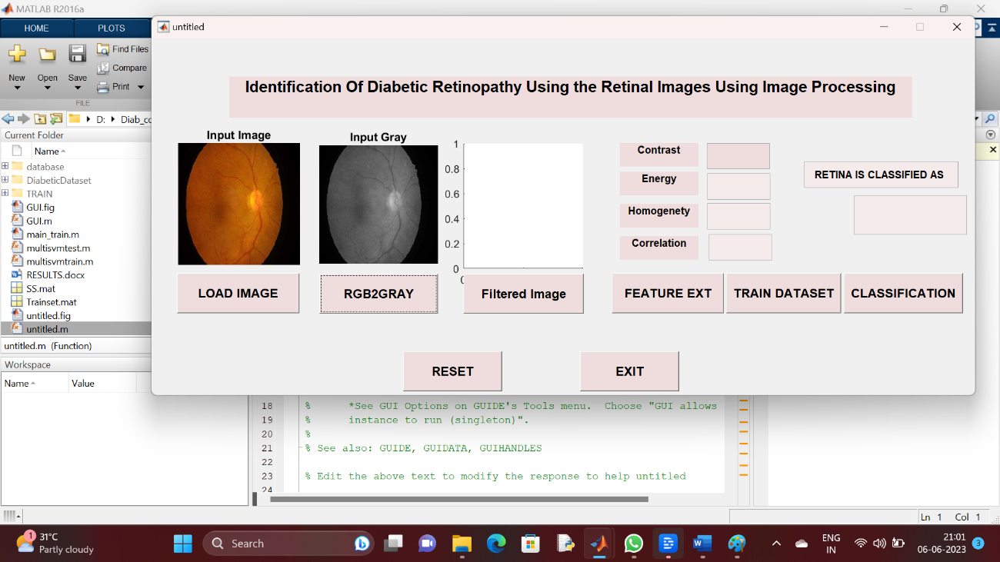 MATLAB R2016a
HOME
PLOTS
New
Open
Save
Find Files
Compare
Print
FILE
D:
Current Folder
Name
database
DiabeticDataset
TRAIN
GUI.fig
GUI.m
main_train.m
multisvmtest.m
multisvmtrain.m
RESULTS.docx
SS.mat
Trainset.mat
untitled.fig
untitled.m
untitled.m (Function)
Workspace
Name
Value
untitled
Identification Of Diabetic Retinopathy Using the Retinal Images Using Image Processing
Input Image
Input Gray
1
0.8
0.6
0.4
0.2
0
Contrast
Energy
Homogenety
Correlation
RETINA IS CLASSIFIED AS
LOAD IMAGE
RGB2GRAY
Filtered Image
FEATURE EXT
TRAIN DATASET
CLASSIFICATION
RESET
EXIT
18 % *See GUI Options on GUIDE's Tools menu. Choose "GUI allows
19 % instance to run (singleton)".
20 %
21 % See also: GUIDE, GUIDATA, GUIHANDLES
22
23 % Edit the above text to modify the response to help untitled
24
Ln 1 Col 1
1
31°C
Partly cloudy
Search
ENG
IN
21:01
06-06-2023
3